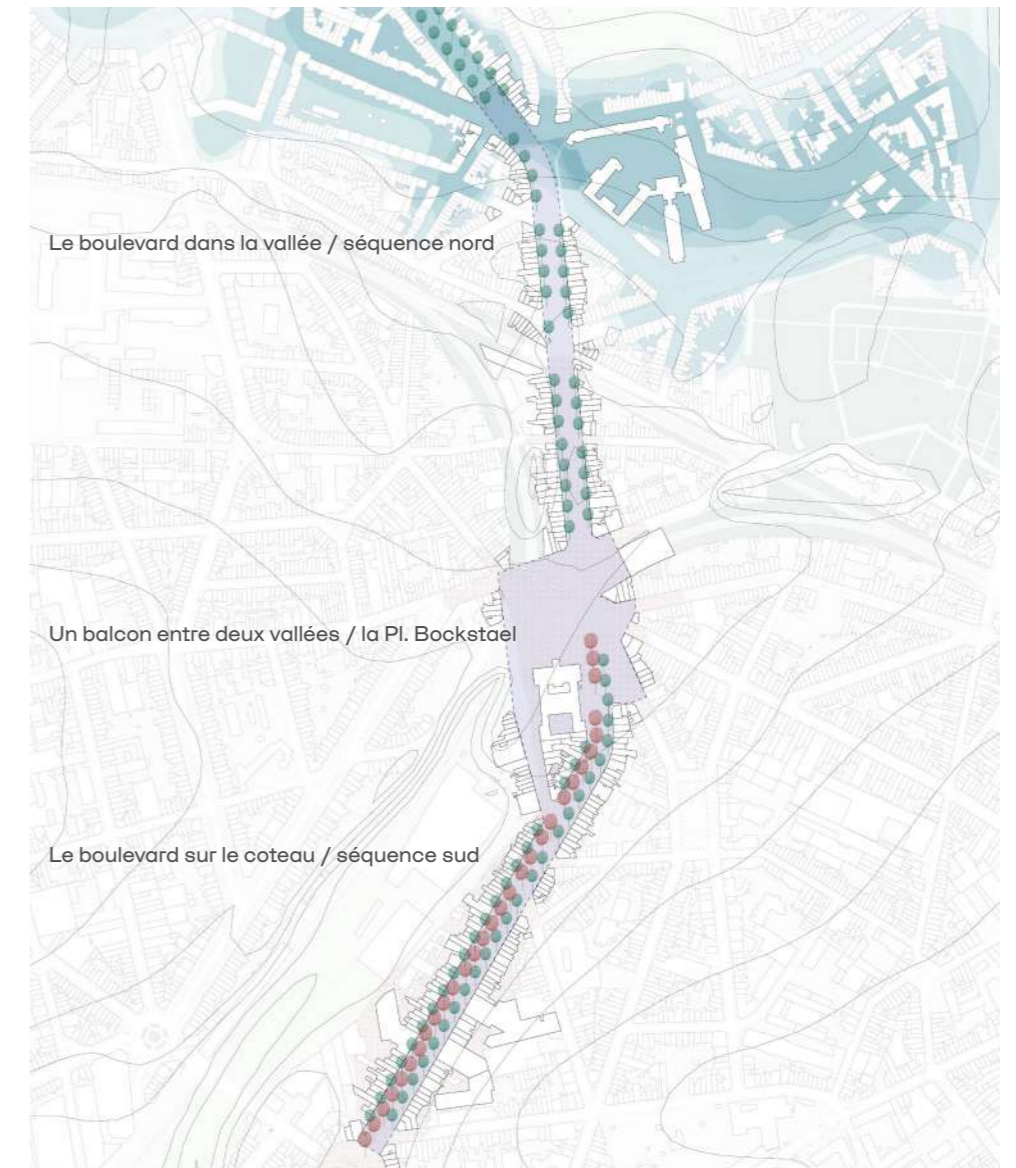 Le boulevard dans la vallée / séquence nord
Un balcon entre deux vallées / la Pl. Bockstael
Le boulevard sur le coteau / séquence sud